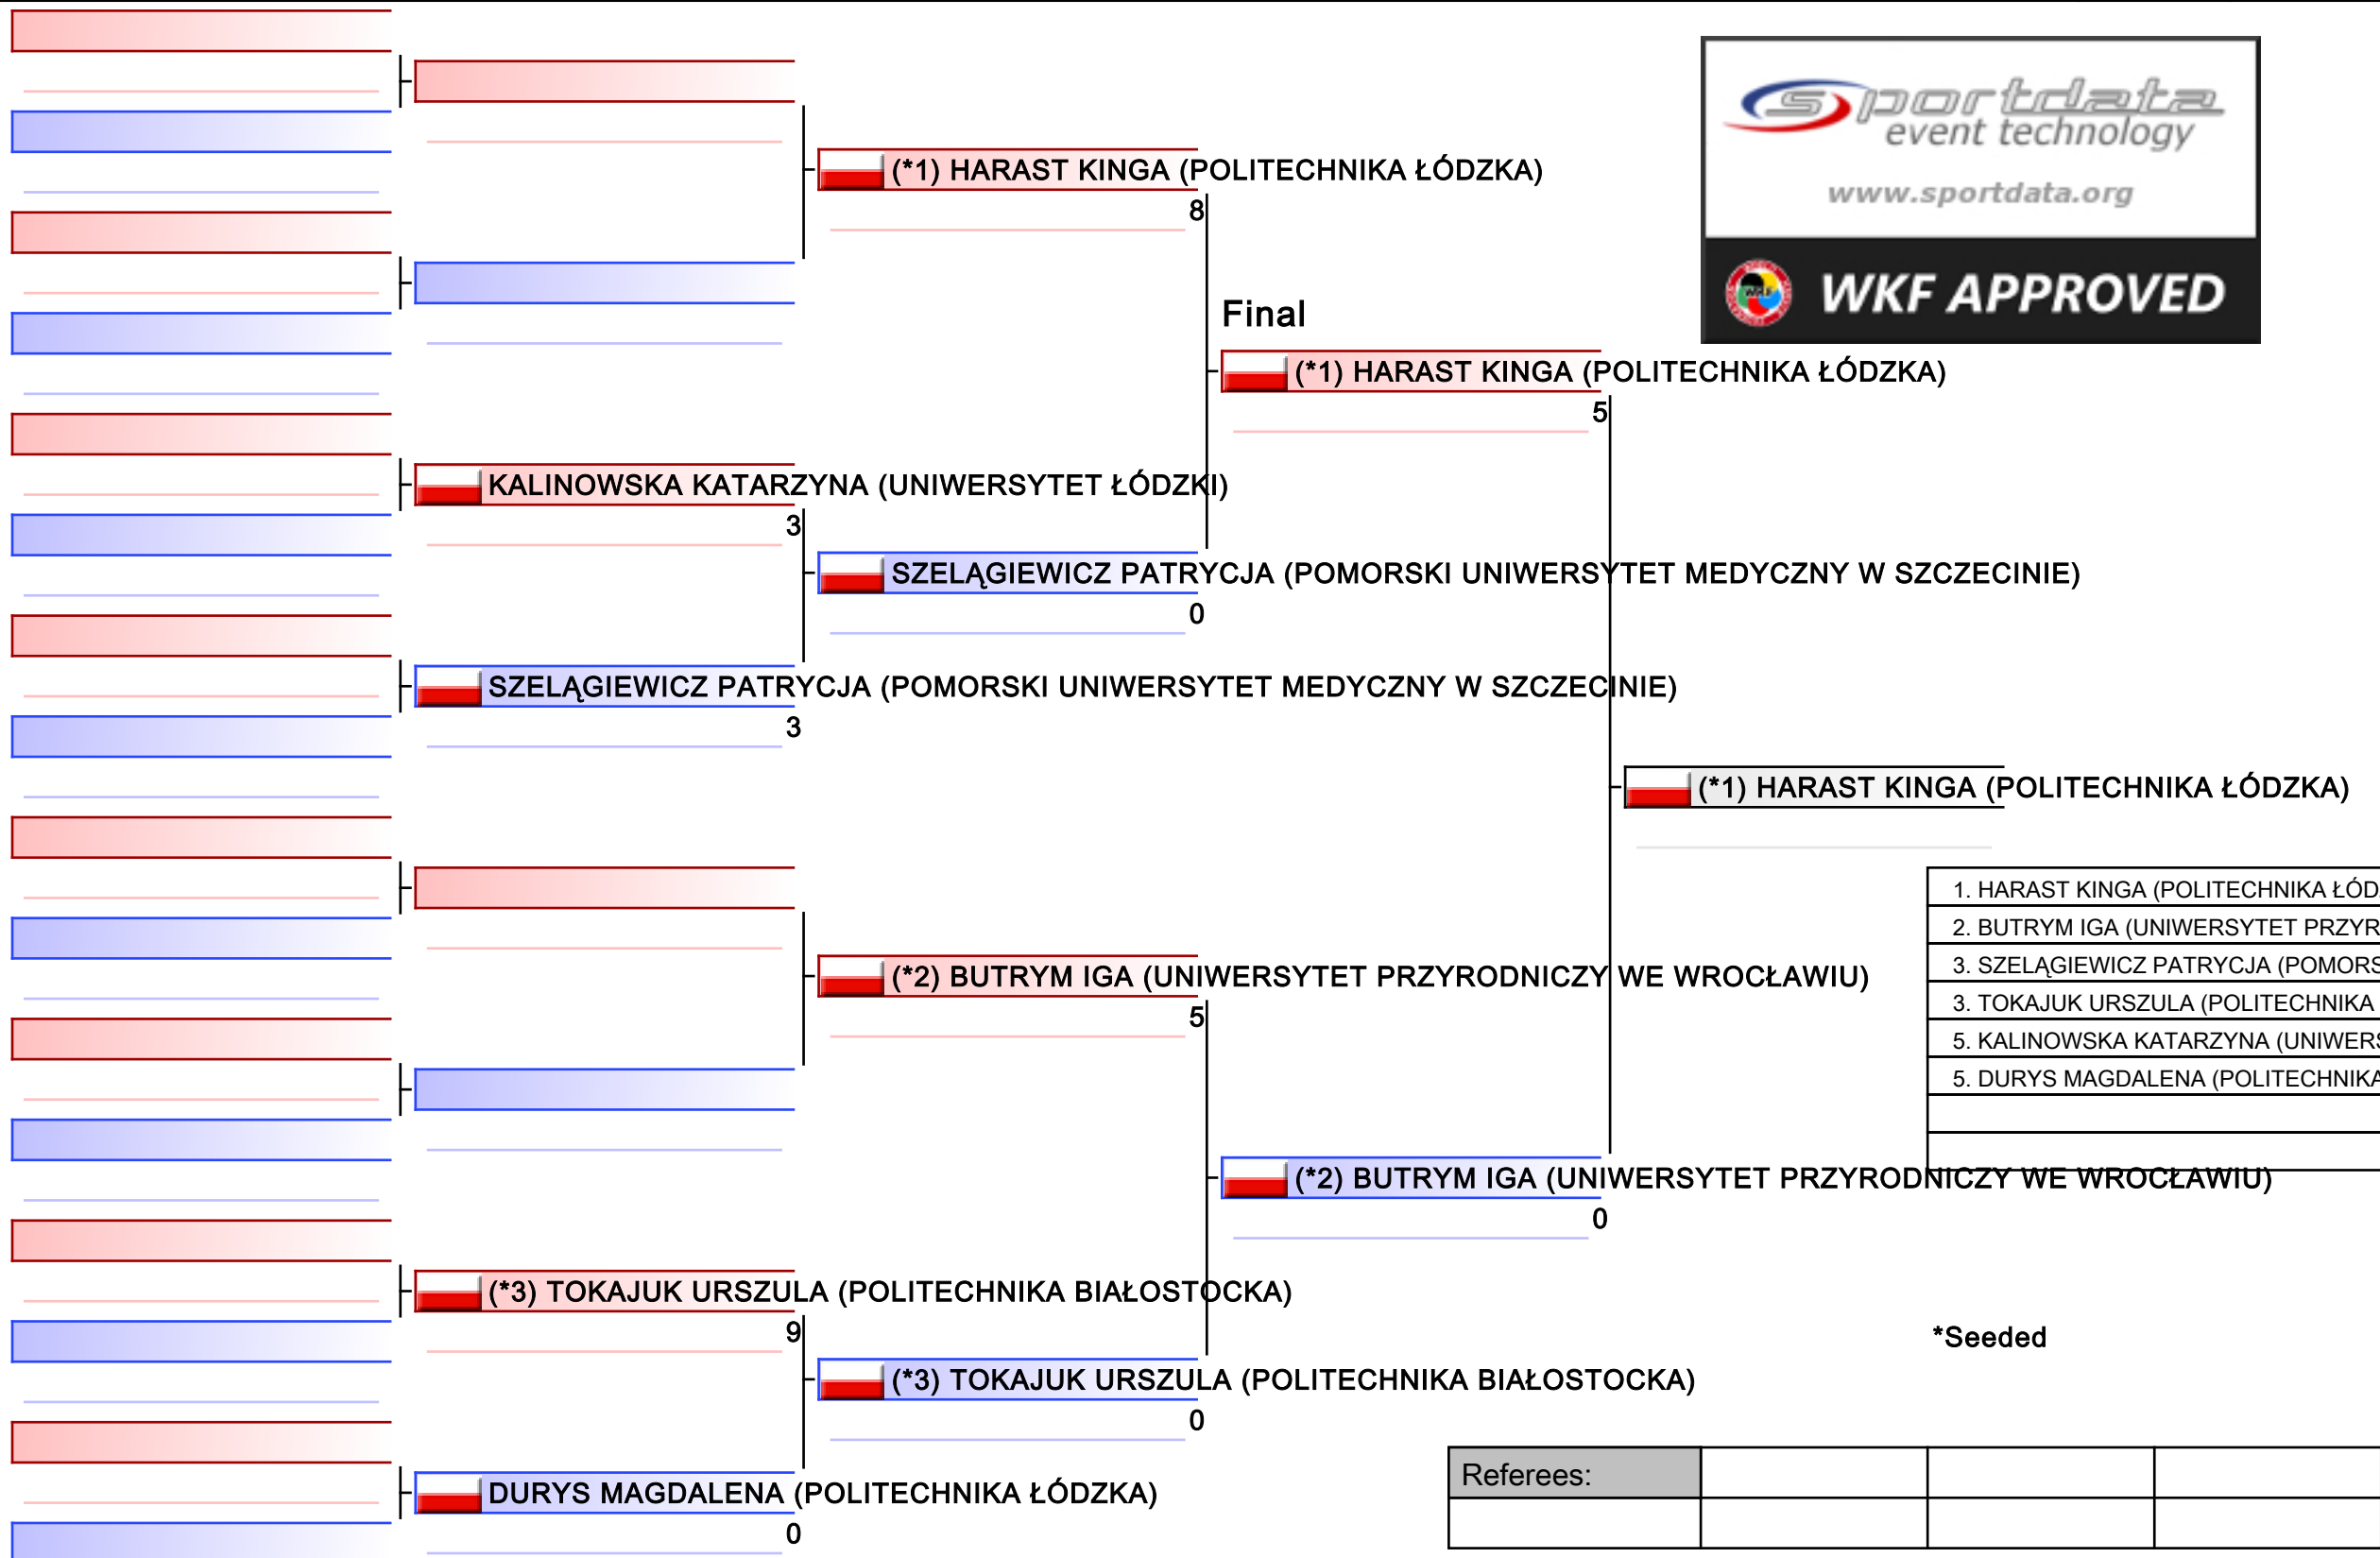 sportdata
event technology
www.sportdata.org
WKF APPROVED
(*1) HARAST KINGA (POLITECHNIKA ŁÓDZKA)
8
Final
(*1) HARAST KINGA (POLITECHNIKA ŁÓDZKA)
5
KALINOWSKA KATARZYNA (UNIWERSYTET ŁÓDZKI)
3
SZELĄGIEWICZ PATRYCJA (POMORSKI UNIWERSYTET MEDYCZNY W SZCZECINIE)
0
SZELĄGIEWICZ PATRYCJA (POMORSKI UNIWERSYTET MEDYCZNY W SZCZECINIE)
3
(*1) HARAST KINGA (POLITECHNIKA ŁÓDZKA)
1. HARAST KINGA (POLITECHNIKA ŁÓD
2. BUTRYM IGA (UNIWERSYTET PRZYR
3. SZELĄGIEWICZ PATRYCJA (POMORS
3. TOKAJUK URSZULA (POLITECHNIKA
5. KALINOWSKA KATARZYNA (UNIWERS
5. DURYS MAGDALENA (POLITECHNIKA
(*2) BUTRYM IGA (UNIWERSYTET PRZYRODNICZY WE WROCŁAWIU)
5
(*2) BUTRYM IGA (UNIWERSYTET PRZYRODNICZY WE WROCŁAWIU)
0
(*3) TOKAJUK URSZULA (POLITECHNIKA BIAŁOSTOCKA)
9
*Seeded
(*3) TOKAJUK URSZULA (POLITECHNIKA BIAŁOSTOCKA)
0
DURYS MAGDALENA (POLITECHNIKA ŁÓDZKA)
0
Referees: